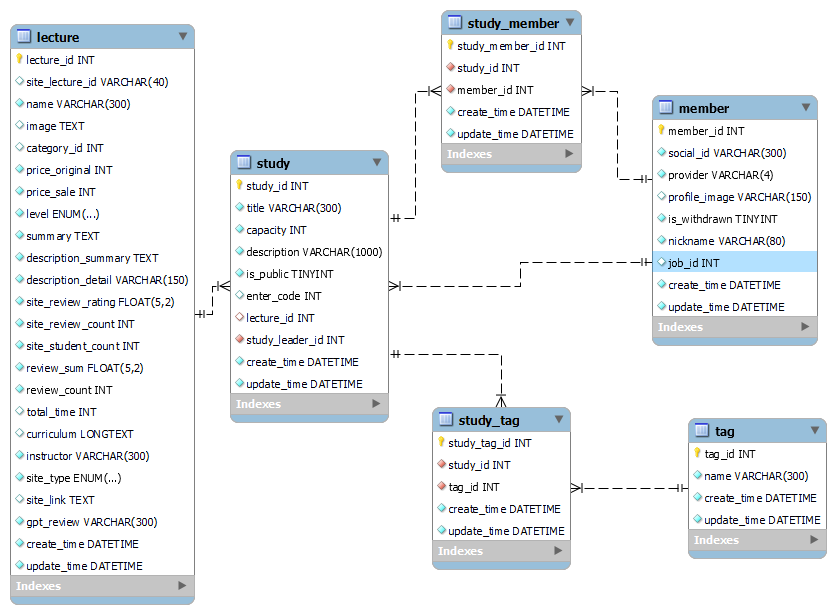 lecture
lecture_id INT
site_lecture_id VARCHAR(40)
name VARCHAR(300)
image TEXT
category_id INT
price_original INT
price_sale INT
level ENUM(...)
summary TEXT
description_summary TEXT
description_detail VARCHAR(150)
site_review_rating FLOAT(5,2)
site_review_count INT
site_student_count INT
review_sum FLOAT(5,2)
review_count INT
total_time INT
curriculum LONGTEXT
instructor VARCHAR(300)
site_type ENUM(...)
site_link TEXT
gpt_review VARCHAR(300)
create_time DATETIME
update_time DATETIME
Indexes
study
study_id INT
title VARCHAR(300)
capacity INT
description VARCHAR(1000)
is_public TINYINT
enter_code INT
lecture_id INT
study_leader_id INT
create_time DATETIME
update_time DATETIME
Indexes
study_member
study_member_id INT
study_id INT
member_id INT
create_time DATETIME
update_time DATETIME
Indexes
member
member_id INT
social_id VARCHAR(300)
provider VARCHAR(4)
profile_image VARCHAR(150)
is_withdrawn TINYINT
nickname VARCHAR(80)
job_id INT
create_time DATETIME
update_time DATETIME
Indexes
study_tag
study_tag_id INT
study_id INT
tag_id INT
create_time DATETIME
update_time DATETIME
Indexes
tag
tag_id INT
name VARCHAR(300)
create_time DATETIME
update_time DATETIME
Indexes